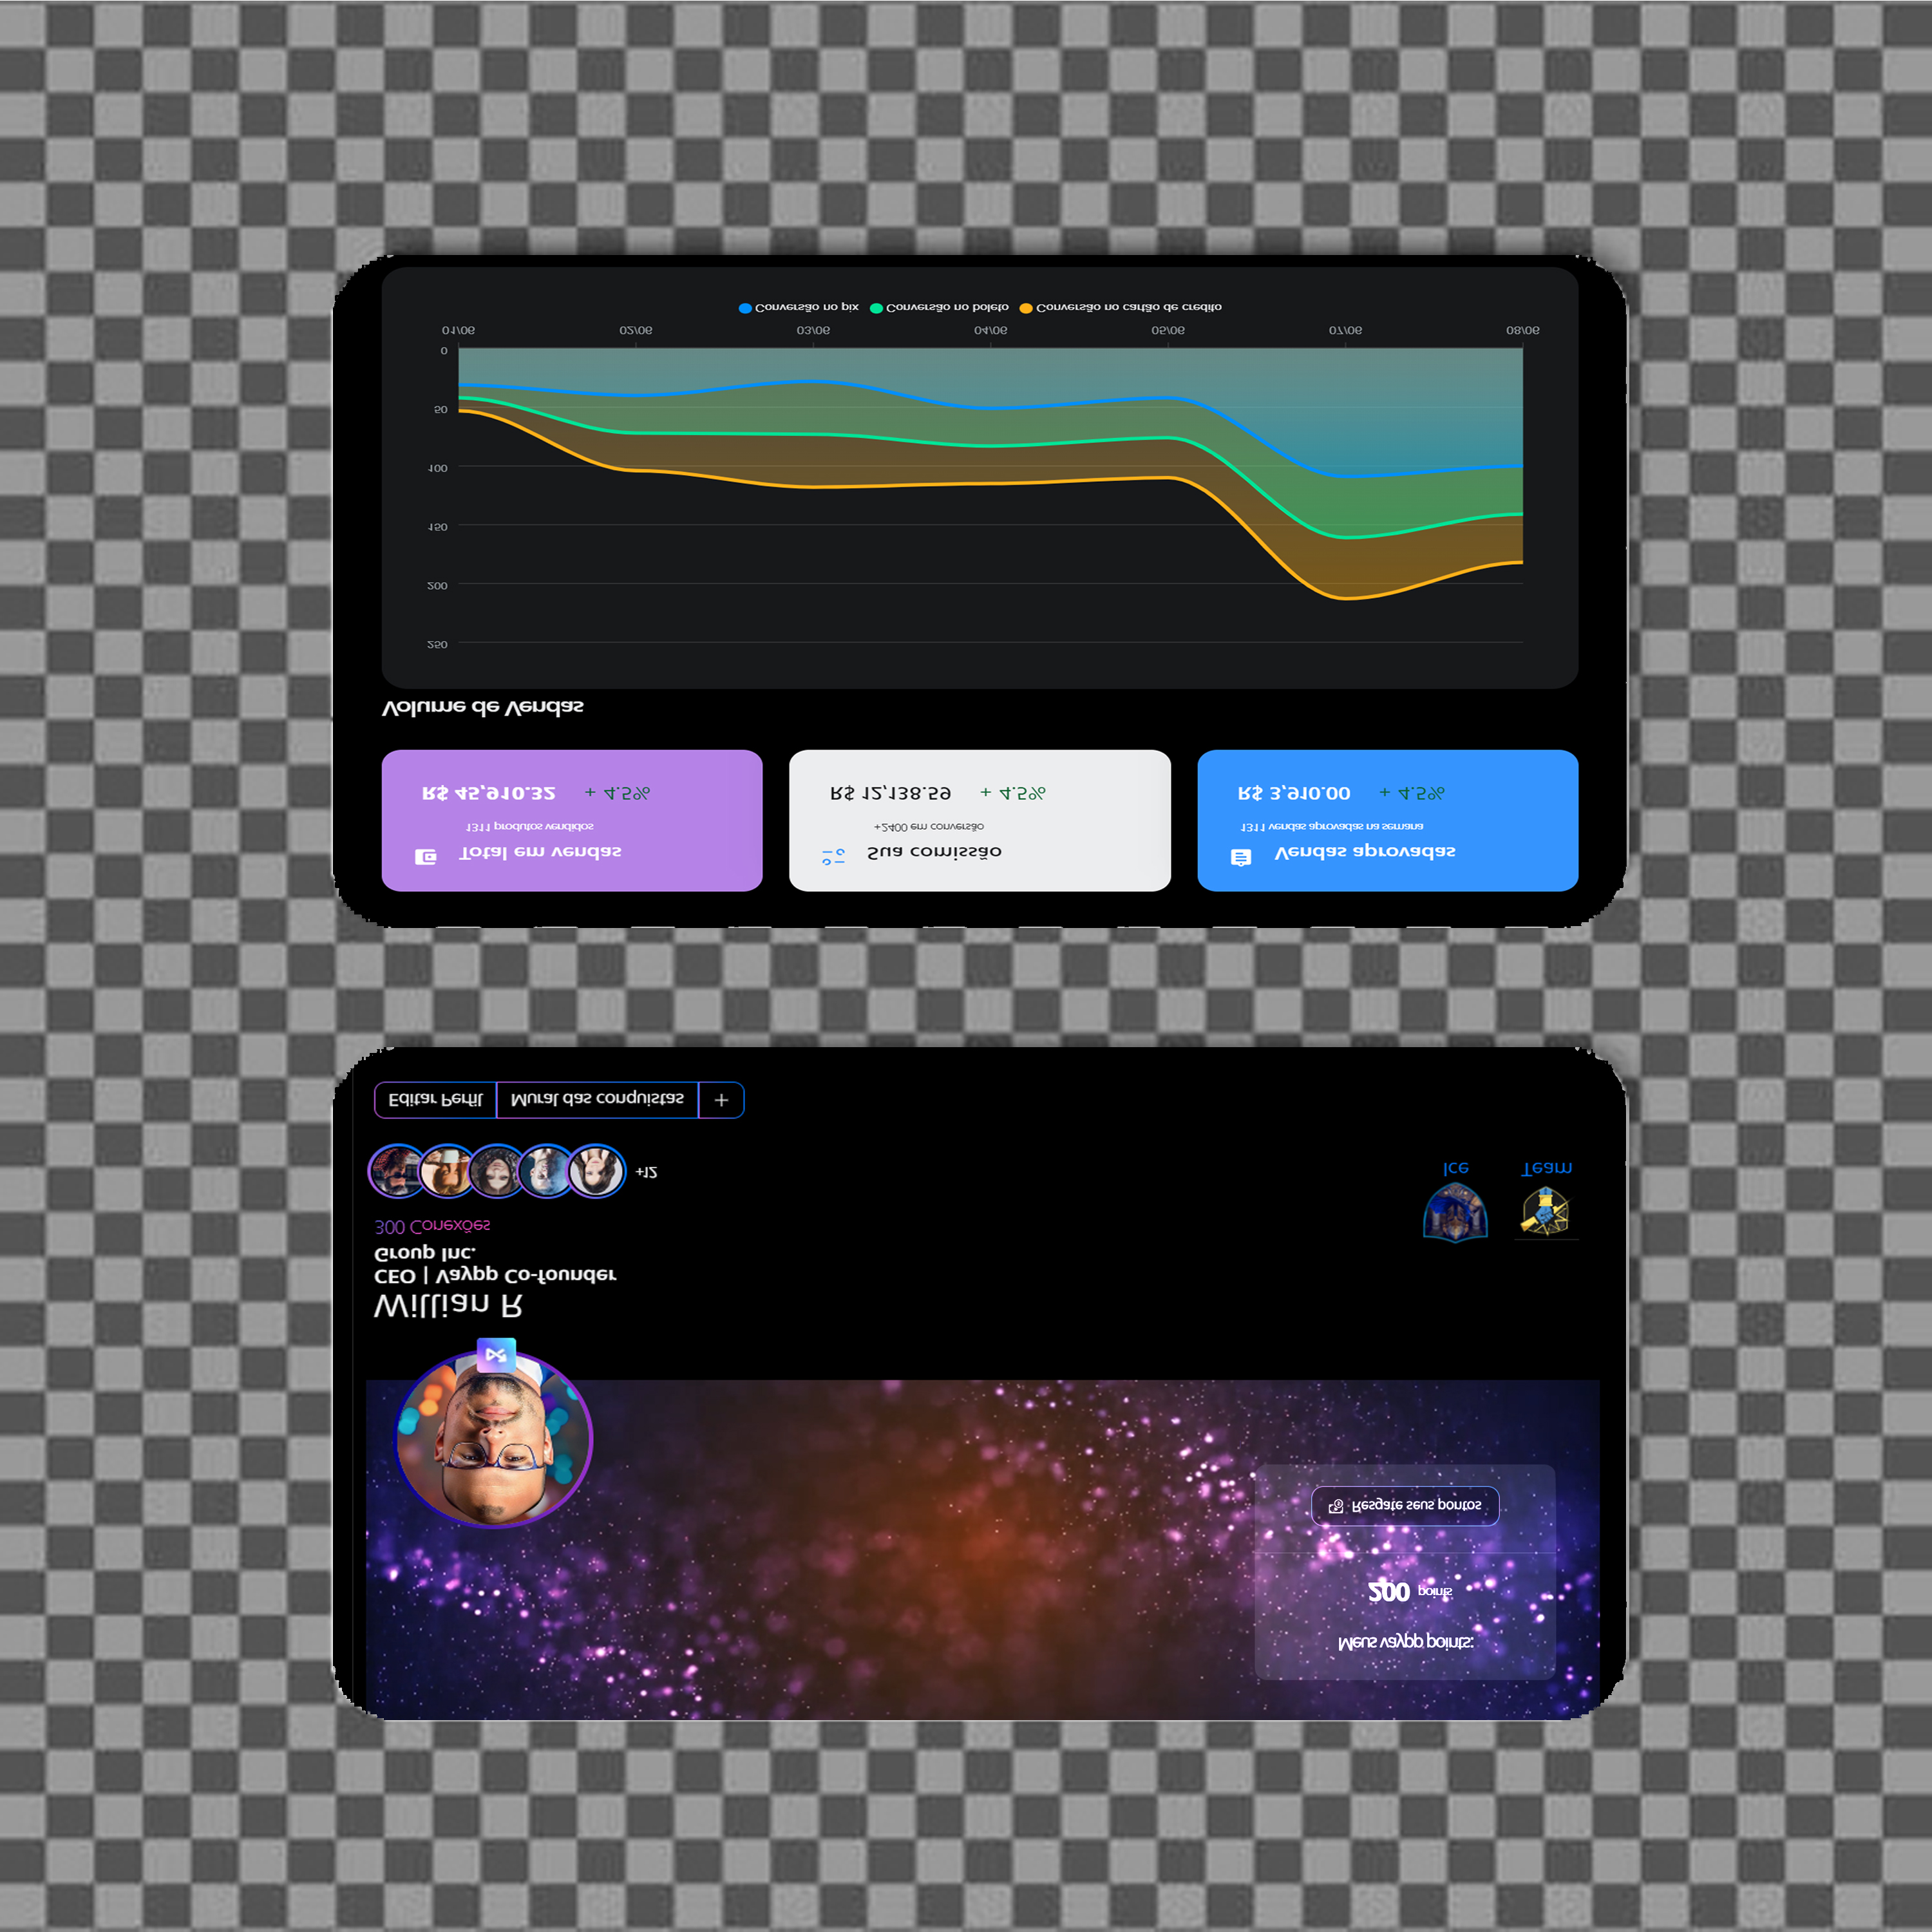 Meus vaypp points:
200 points
Resgate seus pontos
Willian R
CEO | Vaypp Co-founder
Group Inc.
300 Conexões
Ice
Team
+12
Editar Perfil
Mural das conquistas
+
Total em vendas
1311 produtos vendidos
R$ 45,910.32 + 4.5%
Sua comissão
+2400 em conversão
R$ 12,138.59 + 4.5%
Vendas aprovadas
1311 vendas aprovadas na semana
R$ 3,910.00 + 4.5%
Volume de Vendas
250
200
150
100
50
0
01/06 02/06 03/06 04/06 05/06 07/06 08/06
Conversão no pix Conversão no boleto Conversão no cartão de credito